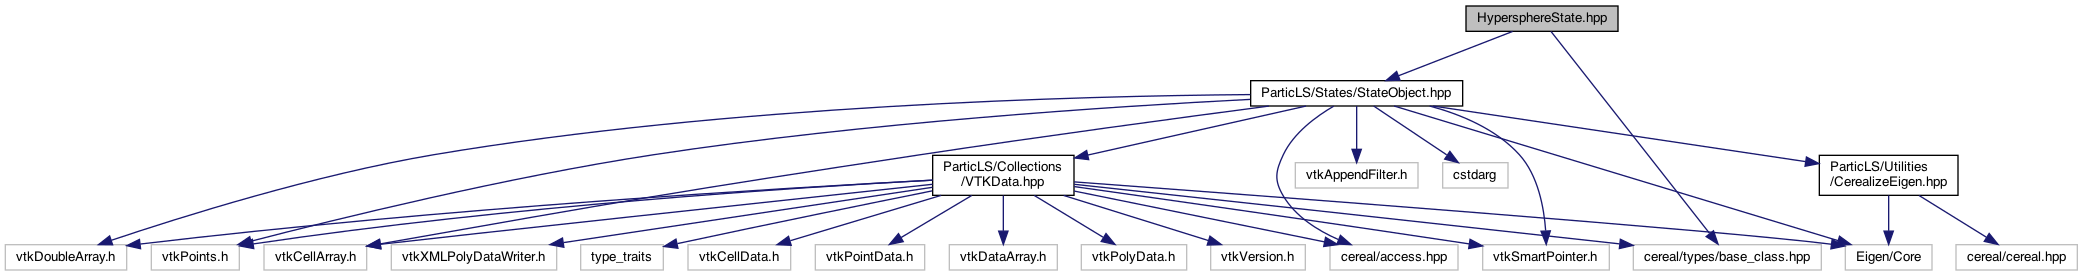 HypersphereState.hpp
ParticLS/States/StateObject.hpp
ParticLS/Collections
/VTKData.hpp
vtkAppendFilter.h
cstdarg
ParticLS/Utilities
/CerealizeEigen.hpp
vtkDoubleArray.h
vtkPoints.h
vtkCellArray.h
vtkXMLPolyDataWriter.h
type_traits
vtkCellData.h
vtkPointData.h
vtkDataArray.h
vtkPolyData.h
vtkVersion.h
cereal/access.hpp
vtkSmartPointer.h
cereal/types/base_class.hpp
Eigen/Core
cereal/cereal.hpp